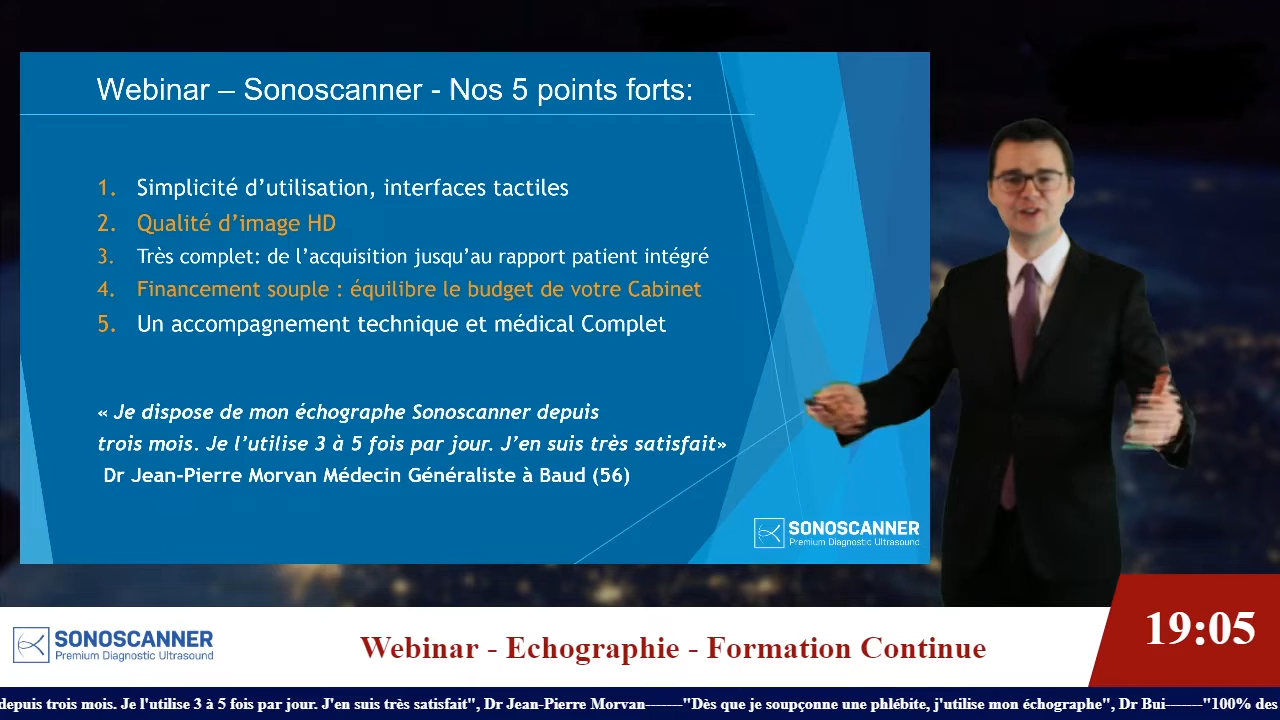 Webinar – Sonoscanner - Nos 5 points forts:
1. Simplicité d’utilisation, interfaces tactiles
2. Qualité d’image HD
3. Très complet: de l’acquisition jusqu’au rapport patient intégré
4. Financement souple : équilibre le budget de votre Cabinet
5. Un accompagnement technique et médical Complet
« Je dispose de mon échographe Sonoscanner depuis
trois mois. Je l’utilise 3 à 5 fois par jour. J’en suis très satisfait»
Dr Jean-Pierre Morvan Médecin Généraliste à Baud (56)
SONOSCANNER
Premium Diagnostic Ultrasound
SONOSCANNER
Premium Diagnostic Ultrasound
Webinar - Echographie - Formation Continue
19:05
depuis trois mois. Je l'utilise 3 à 5 fois par jour. J'en suis très satisfait", Dr Jean-Pierre Morvan-------"Dès que je soupçonne une phlébite, j'utilise mon échographe", Dr Bui-------"100% des